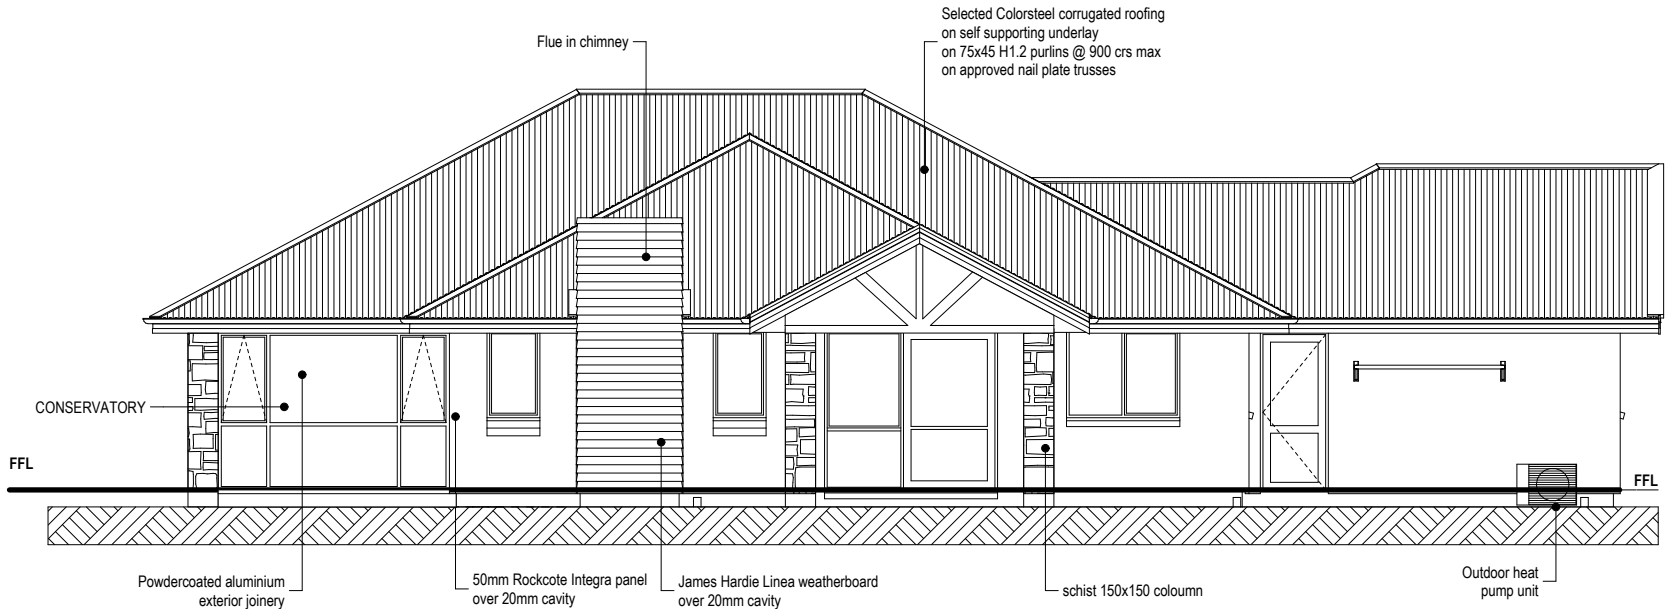 Selected Colorsteel corrugated roofing
on self supporting underlay
on 75x45 H1.2 purlins @ 900 crs max
on approved nail plate trusses
Flue in chimney
CONSERVATORY
FFL
FFL
Powdercoated aluminium
exterior joinery
50mm Rockcote Integra panel
over 20mm cavity
James Hardie Linea weatherboard
over 20mm cavity
schist 150x150 coloumn
Outdoor heat
pump unit